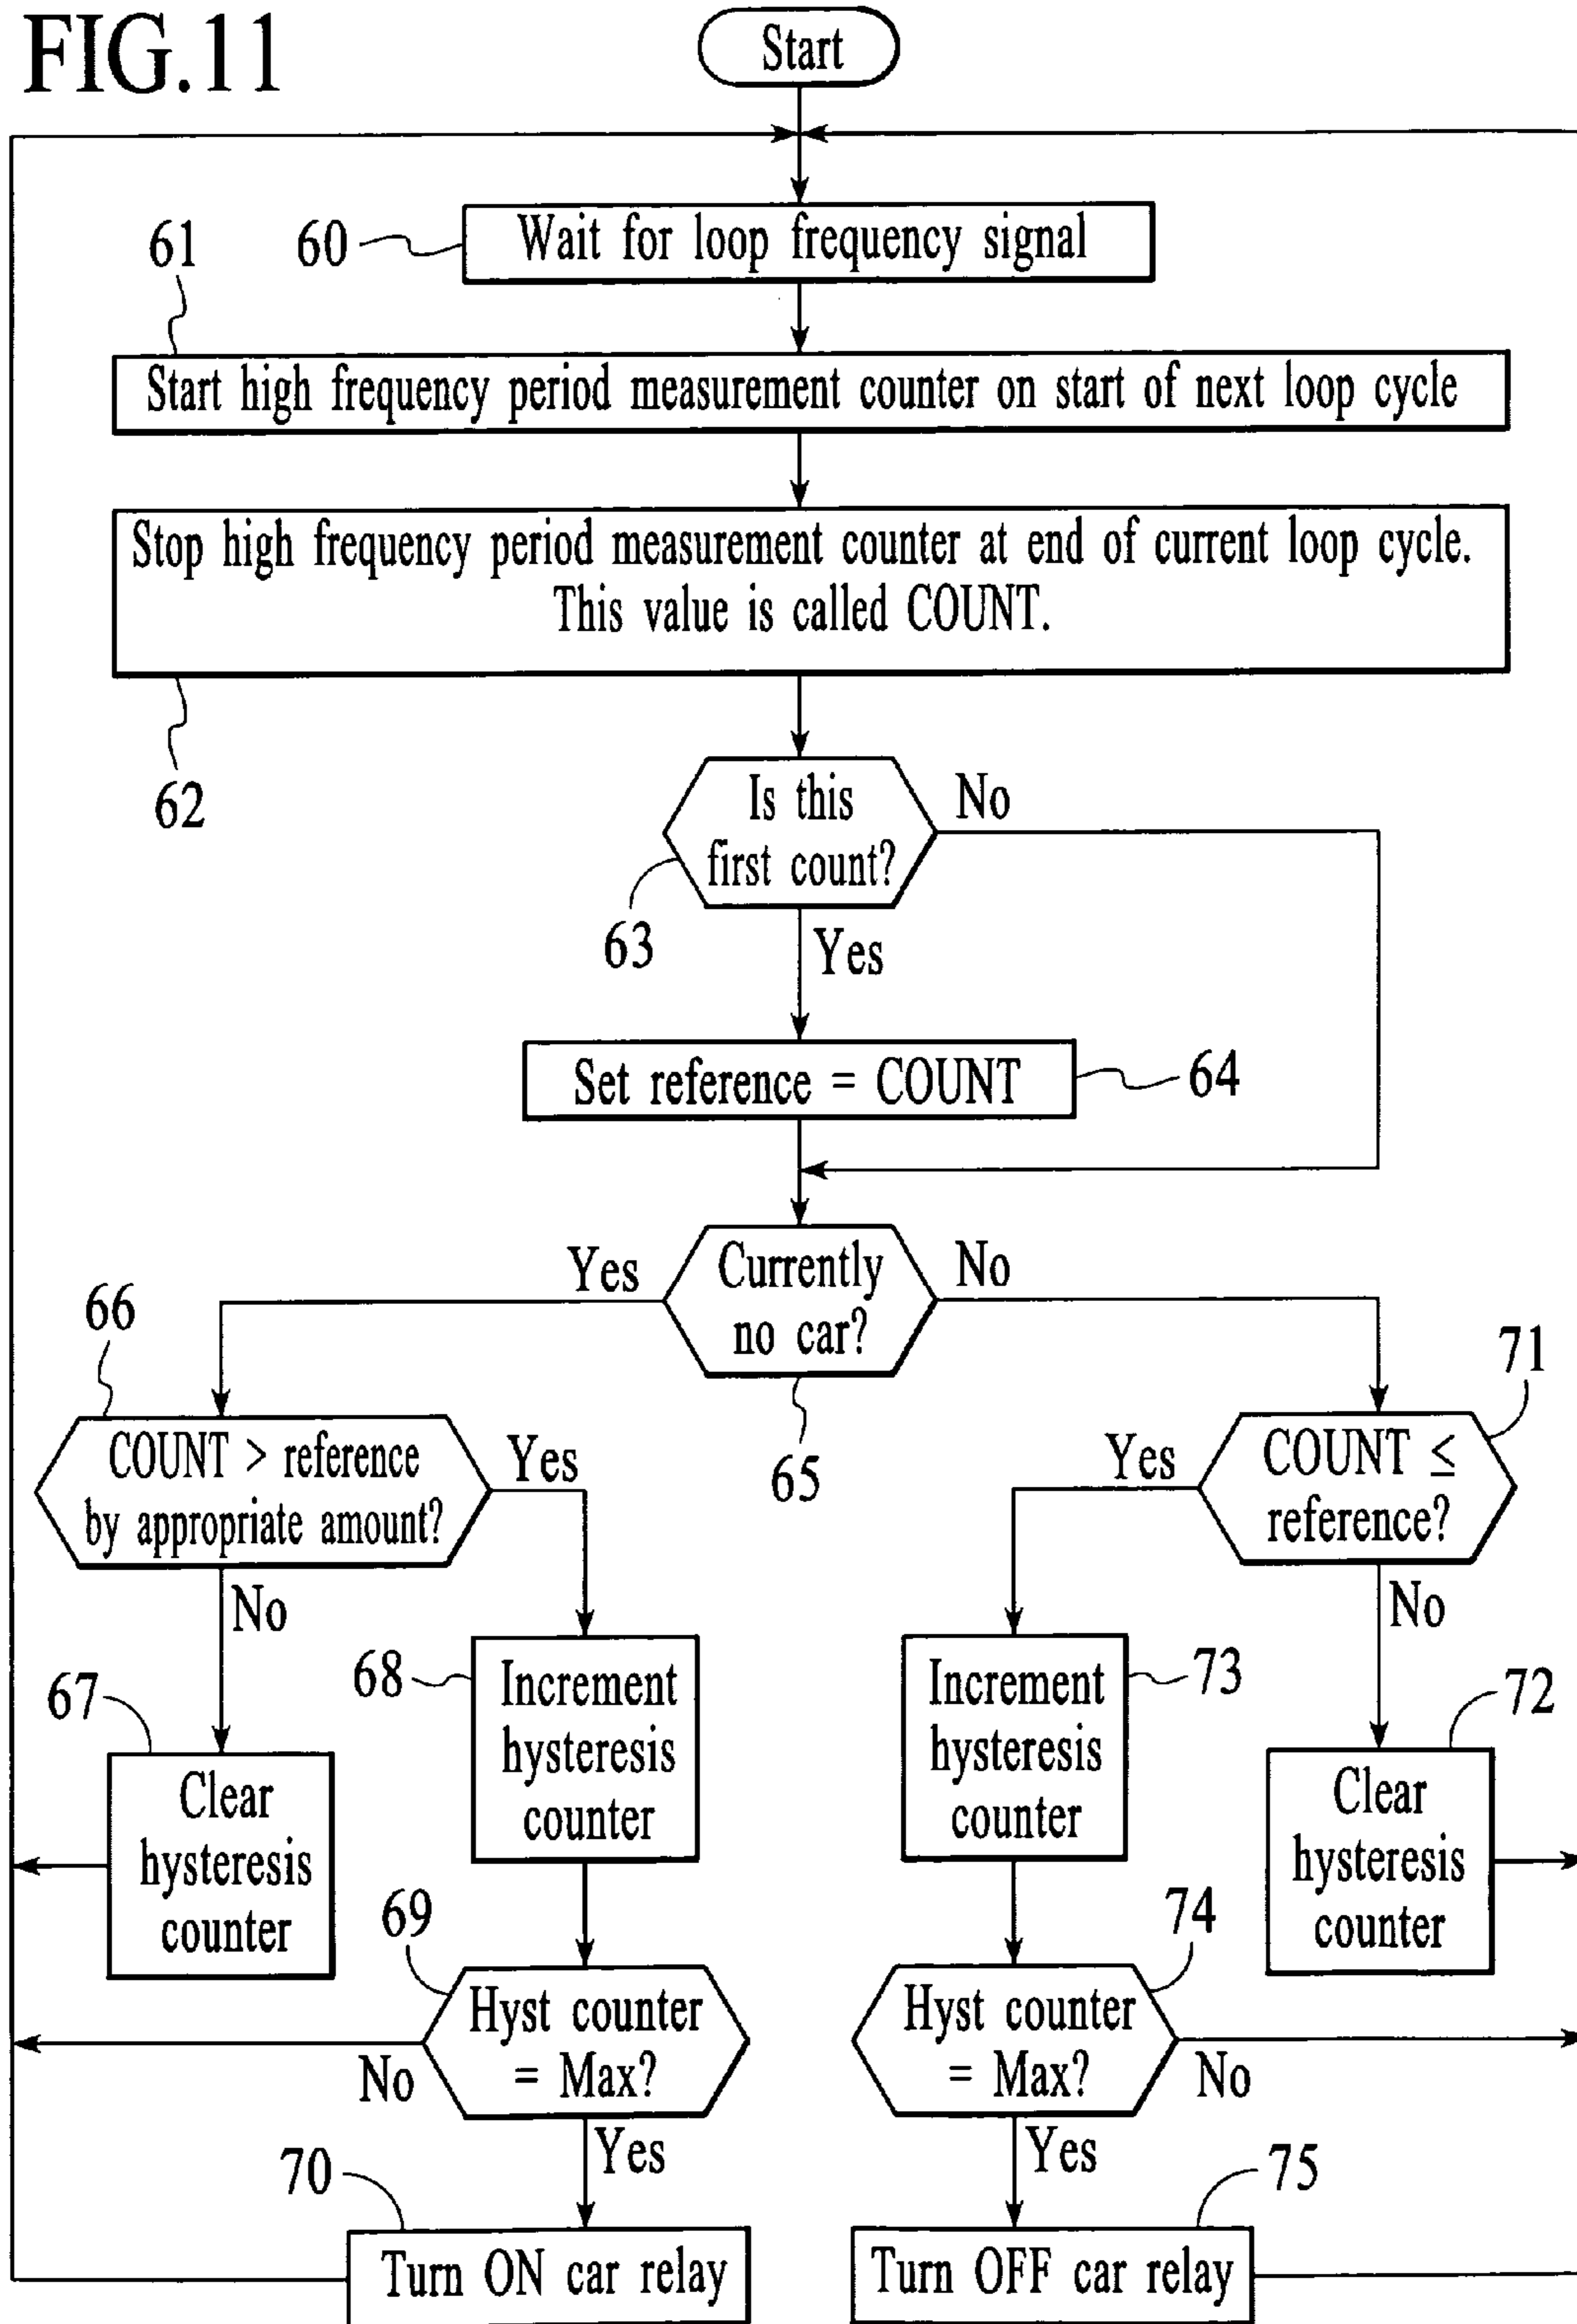 FIG.11
Start
61
60
Wait for loop frequency signal
Start high frequency period measurement counter on start of next loop cycle
Stop high frequency period measurement counter at end of current loop cycle.
This value is called COUNT.
62
Is this
first count?
No
63
Yes
Set reference = COUNT
64
Yes
Currently
no car?
No
65
66
COUNT > reference
by appropriate amount?
Yes
No
71
COUNT ≤
reference?
Yes
No
67
Clear
hysteresis
counter
68
Increment
hysteresis
counter
73
Increment
hysteresis
counter
72
Clear
hysteresis
counter
69
Hyst counter
= Max?
No
Yes
74
Hyst counter
= Max?
No
Yes
70
Turn ON car relay
75
Turn OFF car relay